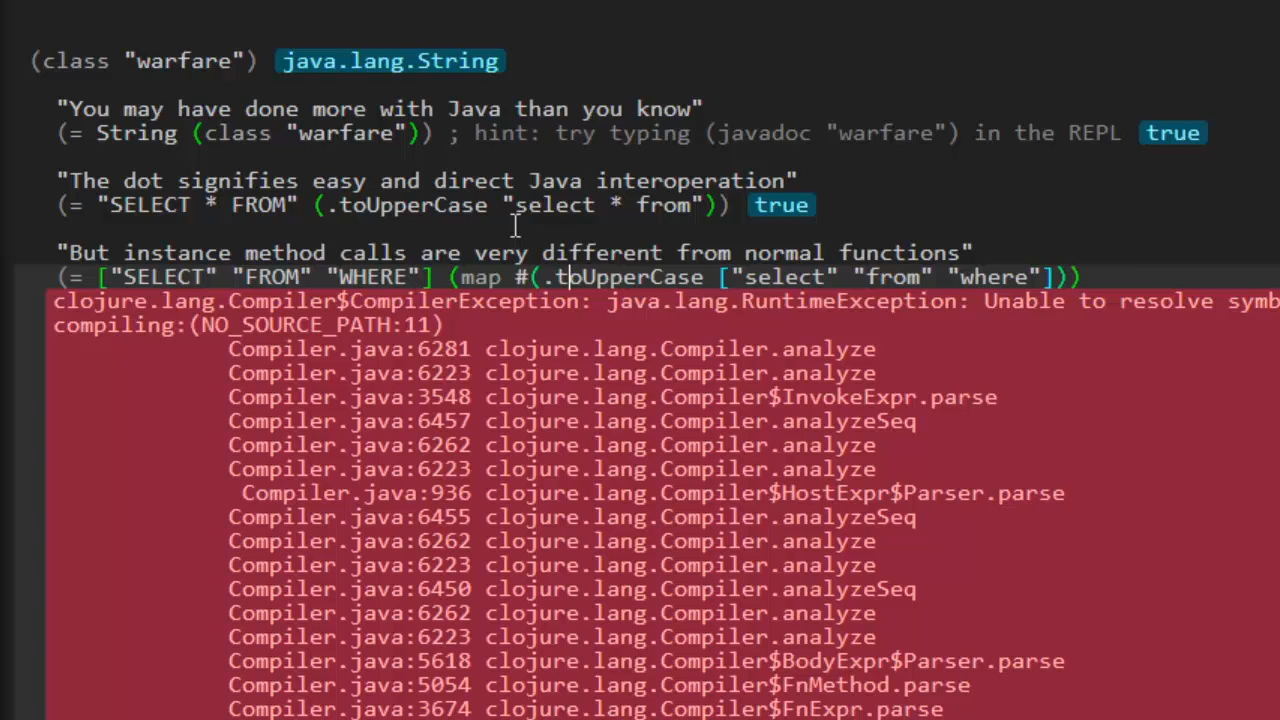 (class "warfare") java.lang.String
"You may have done more with Java than you know"
(= String (class "warfare")) ; hint: try typing (javadoc "warfare") in the REPL true
"The dot signifies easy and direct Java interoperation"
(= "SELECT * FROM" (.toUpperCase "select * from")) true
"But instance method calls are very different from normal functions"
(= ["SELECT" "FROM" "WHERE"] (map #(.toUpperCase ["select" "from" "where"]))
clojure.lang.Compiler$CompilerException: java.lang.RuntimeException: Unable to resolve symb
compiling:(NO_SOURCE_PATH:11)
Compiler.java:6281 clojure.lang.Compiler.analyze
Compiler.java:6223 clojure.lang.Compiler.analyze
Compiler.java:3548 clojure.lang.Compiler$InvokeExpr.parse
Compiler.java:6457 clojure.lang.Compiler.analyzeSeq
Compiler.java:6262 clojure.lang.Compiler.analyze
Compiler.java:6223 clojure.lang.Compiler.analyze
Compiler.java:936 clojure.lang.Compiler$HostExpr$Parser.parse
Compiler.java:6455 clojure.lang.Compiler.analyzeSeq
Compiler.java:6262 clojure.lang.Compiler.analyze
Compiler.java:6223 clojure.lang.Compiler.analyze
Compiler.java:6450 clojure.lang.Compiler.analyzeSeq
Compiler.java:6262 clojure.lang.Compiler.analyze
Compiler.java:6223 clojure.lang.Compiler.analyze
Compiler.java:5618 clojure.lang.Compiler$BodyExpr$Parser.parse
Compiler.java:5054 clojure.lang.Compiler$FnMethod.parse
Compiler.java:3674 clojure.lang.Compiler$FnExpr.parse